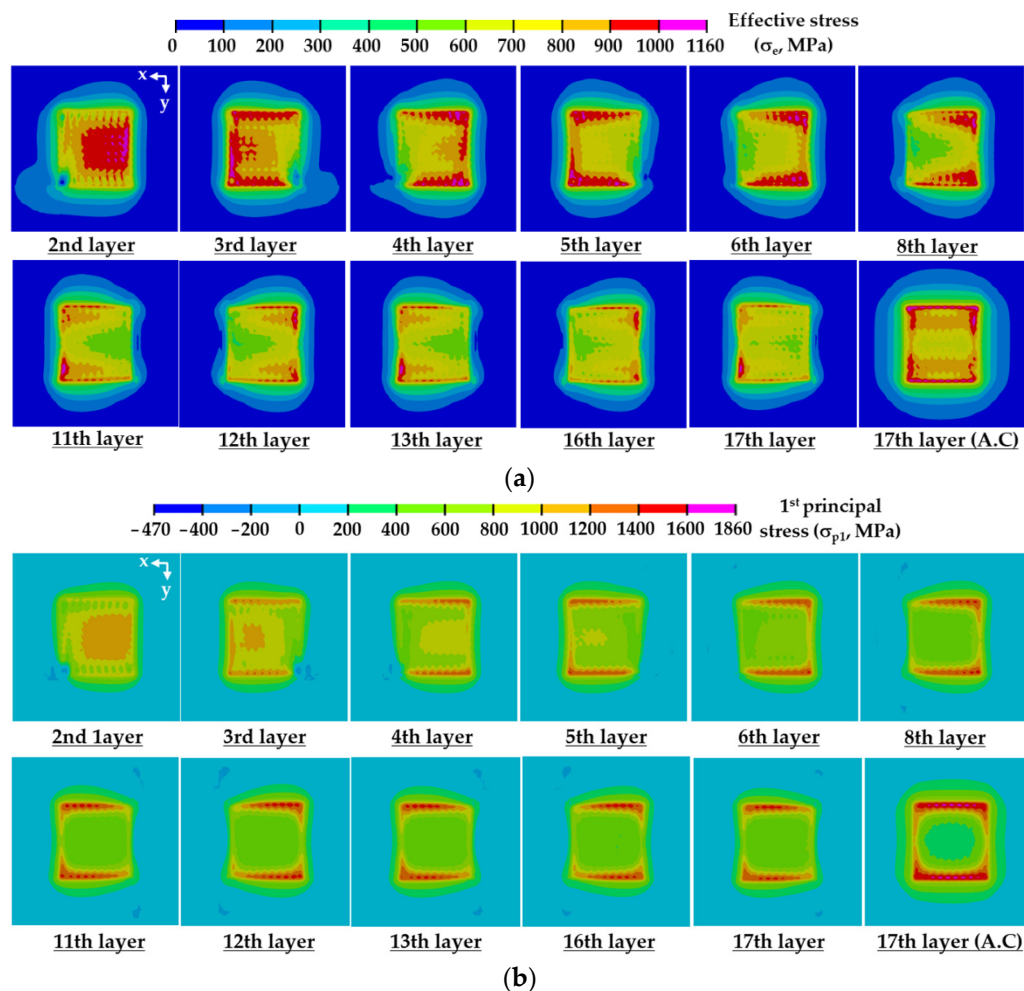 Effective stress
(σe, MPa)
0 100 200 300 400 500 600 700 800 900 1000 1160
x
y
2nd layer 3rd layer 4th layer 5th layer 6th layer 8th layer
11th layer 12th layer 13th layer 16th layer 17th layer 17th layer (A.C)
(a)
1st principal
stress (σp1, MPa)
−470 −400 −200 0 200 400 600 800 1000 1200 1400 1600 1860
x
y
2nd 1ayer 3rd layer 4th layer 5th layer 6th layer 8th layer
11th layer 12th layer 13th layer 16th layer 17th layer 17th layer (A.C)
(b)